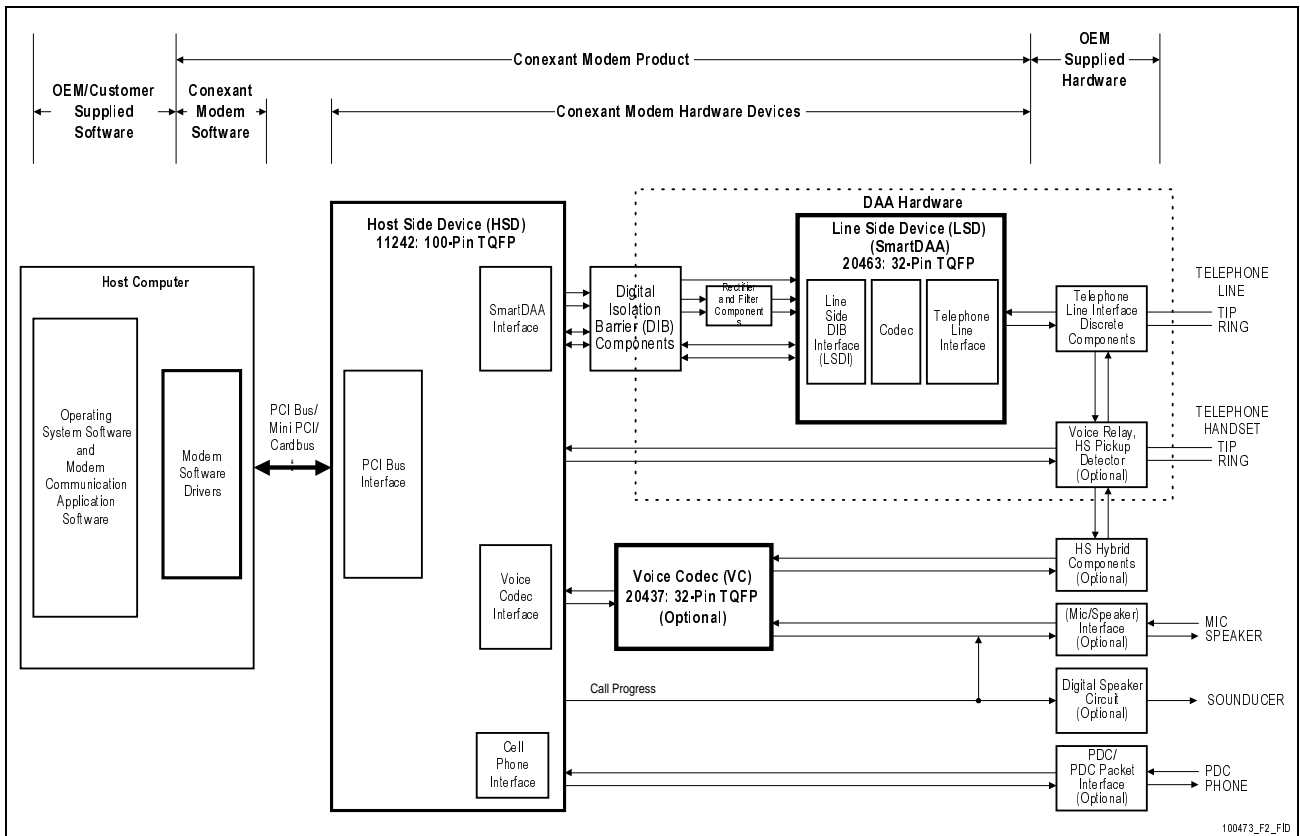 Conexant Modem Product
OEM
Supplied
Hardware
OEM/Customer
Supplied
Software
Conexant
Modem
Software
Conexant Modem Hardware Devices
DAA Hardware
Host Side Device (HSD)
11242: 100-Pin TQFP
Line Side Device (LSD)
(SmartDAA)
20463: 32-Pin TQFP
Host Computer
Operating
System Software
and
Modem
Communication
Application
Software
Modem
Software
Drivers
PCI Bus/
Mini PCI/
Cardbus
PCI Bus
Interface
SmartDAA
Interface
Digital
Isolation
Barrier (DIB)
Components
Rectifier
and Filter
Component
s
Line
Side
DIB
Interface
(LSDI)
Codec
Telephone
Line
Interface
Telephone
Line Interface
Discrete
Components
TELEPHONE
LINE
TIP
RING
Voice Relay,
HS Pickup
Detector
(Optional)
TELEPHONE
HANDSET
TIP
RING
Voice
Codec
Interface
Voice Codec (VC)
20437: 32-Pin TQFP
(Optional)
HS Hybrid
Components
(Optional)
(Mic/Speaker)
Interface
(Optional)
MIC
SPEAKER
Call Progress
Digital Speaker
Circuit
(Optional)
SOUNDUCER
Cell
Phone
Interface
PDC/
PDC Packet
Interface
(Optional)
PDC
PHONE
100473_F2_FID